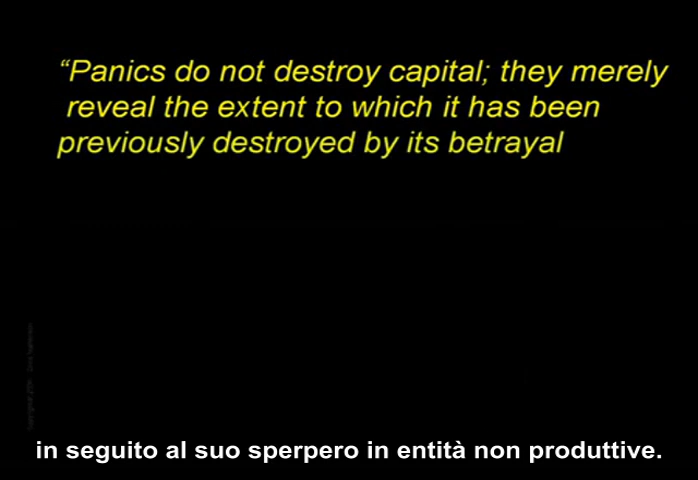 “Panics do not destroy capital; they merely
reveal the extent to which it has been
previously destroyed by its betrayal
in seguito al suo sperpero in entità non produttive.